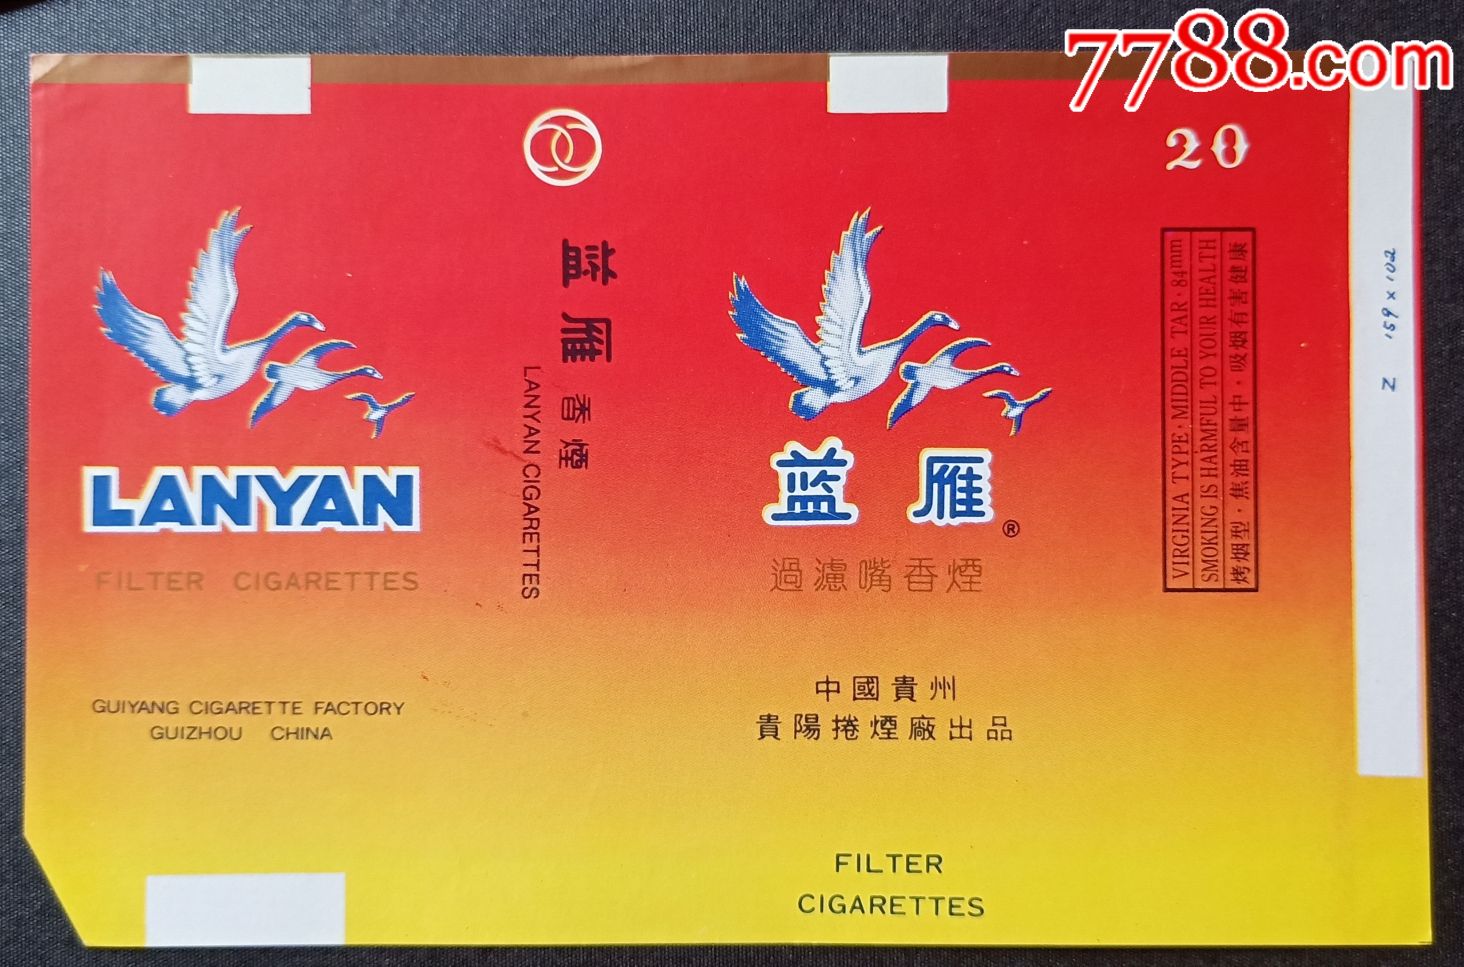 7788.com
LANYAN
FILTER CIGARETTES
GUIYANG CIGARETTE FACTORY
GUIZHOU CHINA
蓝雁香煙
LANYAN CIGARETTES
蓝雁®
過濾嘴香煙
中國貴州
貴陽捲煙廠出品
FILTER
CIGARETTES
20
VIRGINIA TYPE·MIDDLE TAR·84mm
SMOKING IS HARMFUL TO YOUR HEALTH
烤烟型·焦油含量中·吸烟有害健康
Z 159×102